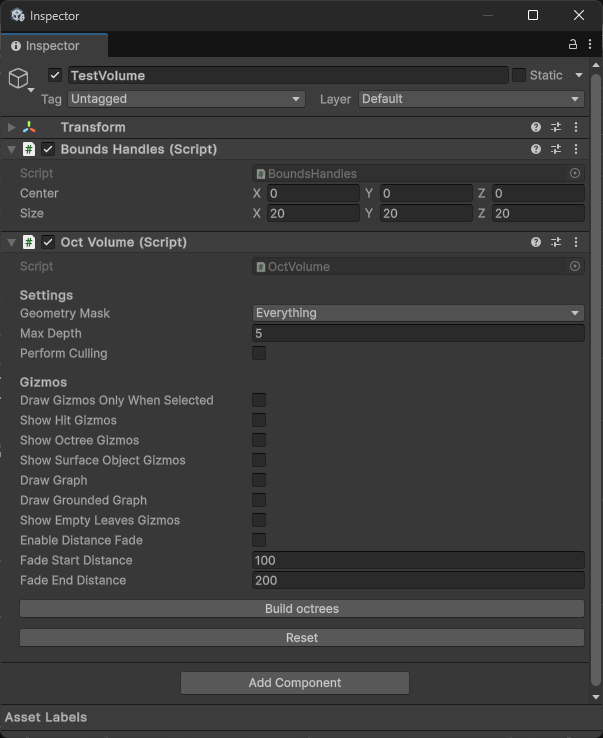 Inspector
Inspector
TestVolume Static
Tag Untagged Layer Default
Transform
# Bounds Handles (Script)
Script # BoundsHandles
Center X 0 Y 0 Z 0
Size X 20 Y 20 Z 20
# Oct Volume (Script)
Script # OctVolume
Settings
Geometry Mask Everything
Max Depth 5
Perform Culling
Gizmos
Draw Gizmos Only When Selected
Show Hit Gizmos
Show Octree Gizmos
Show Surface Object Gizmos
Draw Graph
Draw Grounded Graph
Show Empty Leaves Gizmos
Enable Distance Fade
Fade Start Distance 100
Fade End Distance 200
Build octrees
Reset
Add Component
Asset Labels